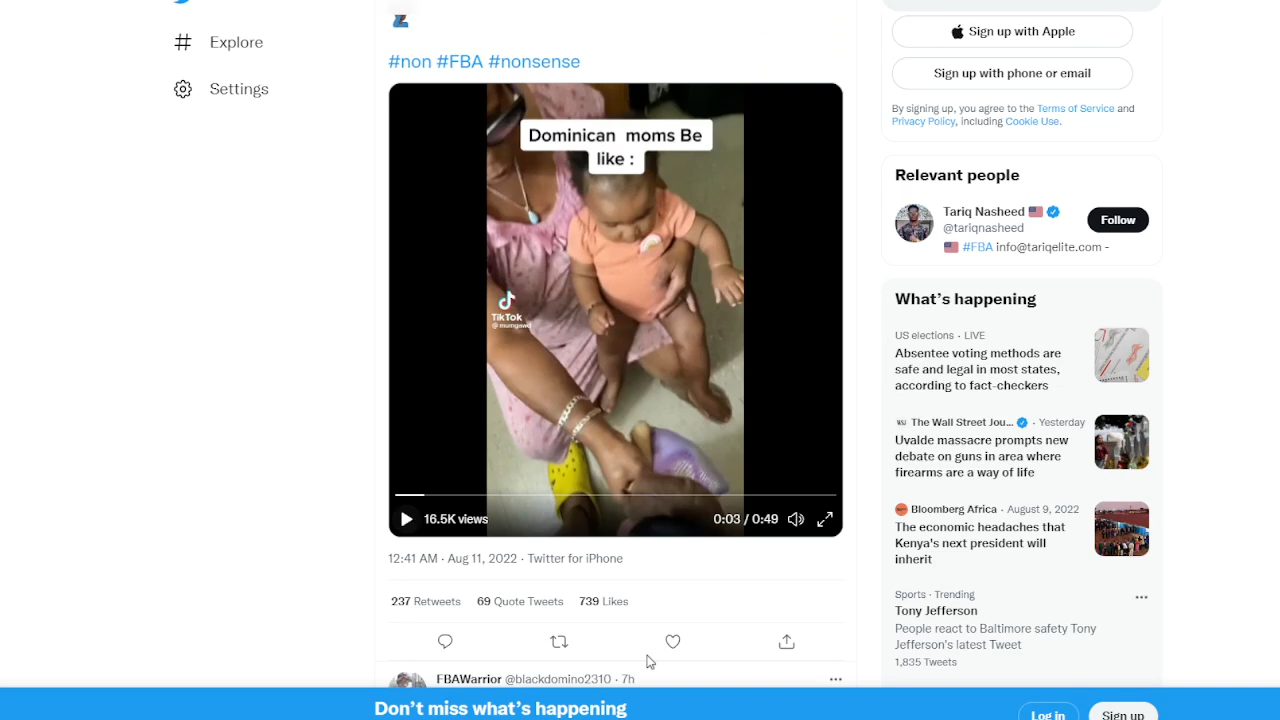 Explore
Settings
#non #FBA #nonsense
Dominican moms Be
like :
TikTok
16.5K views
0:03 / 0:49
12:41 AM · Aug 11, 2022 · Twitter for iPhone
237 Retweets 69 Quote Tweets 739 Likes
FBAWarrior @blackdomino2310 · 7h
Sign up with Apple
Sign up with phone or email
By signing up, you agree to the Terms of Service and
Privacy Policy, including Cookie Use.
Relevant people
Tariq Nasheed
@tariqnasheed
Follow
#FBA info@tariqelite.com -
What's happening
US elections · LIVE
Absentee voting methods are
safe and legal in most states,
according to fact-checkers
The Wall Street Jou... · Yesterday
Uvalde massacre prompts new
debate on guns in area where
firearms are a way of life
Bloomberg Africa · August 9, 2022
The economic headaches that
Kenya's next president will
inherit
Sports · Trending
Tony Jefferson
People react to Baltimore safety Tony
Jefferson's latest Tweet
1,835 Tweets
Don't miss what's happening
Log in
Sign up